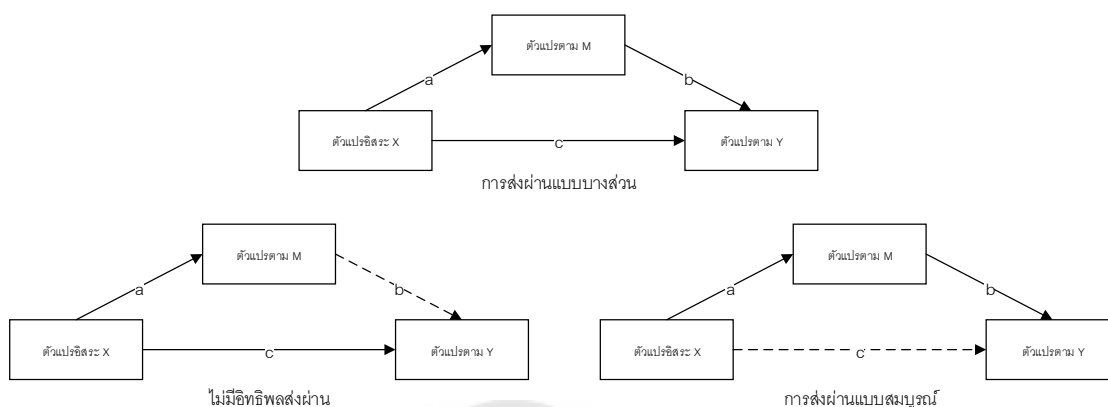 ตัวแปรตาม M
a
b
ตัวแปรอิสระ X
c
ตัวแปรตาม Y
การส่งผ่านแบบบางส่วน
ตัวแปรตาม M
a
b
ตัวแปรอิสระ X
c
ตัวแปรตาม Y
ไม่มีอิทธิพลส่งผ่าน
ตัวแปรตาม M
a
b
ตัวแปรอิสระ X
c
ตัวแปรตาม Y
การส่งผ่านแบบสมบูรณ์